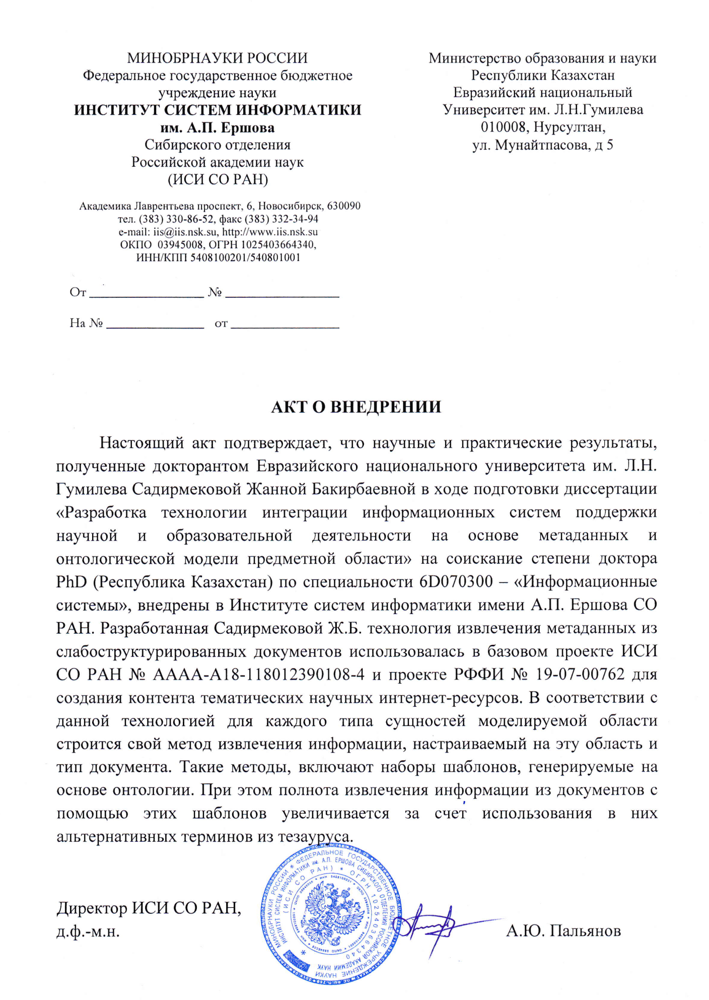 МИНОБРНАУКИ РОССИИ
Федеральное государственное бюджетное
учреждение науки
ИНСТИТУТ СИСТЕМ ИНФОРМАТИКИ
им. А.П. Ершова
Сибирского отделения
Российской академии наук
(ИСИ СО РАН)
Академика Лаврентьева проспект, 6, Новосибирск, 630090
тел. (383) 330-86-52, факс (383) 332-34-94
e-mail: iis@iis.nsk.su, http://www.iis.nsk.su
ОКПО 03945008, ОГРН 1025403664340,
ИНН/КПП 5408100201/540801001
От ________________ № ________________
На № ______________ от ________________
Министерство образования и науки
Республики Казахстан
Евразийский национальный
Университет им. Л.Н.Гумилева
010008, Нурсултан,
ул. Мунайтпасова, д 5
АКТ О ВНЕДРЕНИИ
Настоящий акт подтверждает, что научные и практические результаты,
полученные докторантом Евразийского национального университета им. Л.Н.
Гумилева Садирмековой Жанной Бакирбаевной в ходе подготовки диссертации
«Разработка технологии интеграции информационных систем поддержки
научной и образовательной деятельности на основе метаданных и
онтологической модели предметной области» на соискание степени доктора
PhD (Республика Казахстан) по специальности 6D070300 – «Информационные
системы», внедрены в Институте систем информатики имени А.П. Ершова СО
РАН. Разработанная Садирмековой Ж.Б. технология извлечения метаданных из
слабоструктурированных документов использовалась в базовом проекте ИСИ
СО РАН № АААА-А18-118012390108-4 и проекте РФФИ № 19-07-00762 для
создания контента тематических научных интернет-ресурсов. В соответствии с
данной технологией для каждого типа сущностей моделируемой области
строится свой метод извлечения информации, настраиваемый на эту область и
тип документа. Такие методы, включают наборы шаблонов, генерируемые на
основе онтологии. При этом полнота извлечения информации из документов с
помощью этих шаблонов увеличивается за счет использования в них
альтернативных терминов из тезауруса.
Директор ИСИ СО РАН,
д.ф.-м.н.
А.Ю. Пальянов
МИНОБРНАУКИ РОССИИ * ФЕДЕРАЛЬНОЕ ГОСУДАРСТВЕННОЕ БЮДЖЕТНОЕ УЧРЕЖДЕНИЕ НАУКИ
ИНСТИТУТ СИСТЕМ ИНФОРМАТИКИ им. А.П. ЕРШОВА СИБИРСКОГО ОТДЕЛЕНИЯ РОССИЙСКОЙ АКАДЕМИИ НАУК
(ИСИ СО РАН) * ОГРН 1025403664340 *
* ИНН 5408100201 * ОКПО 03945008